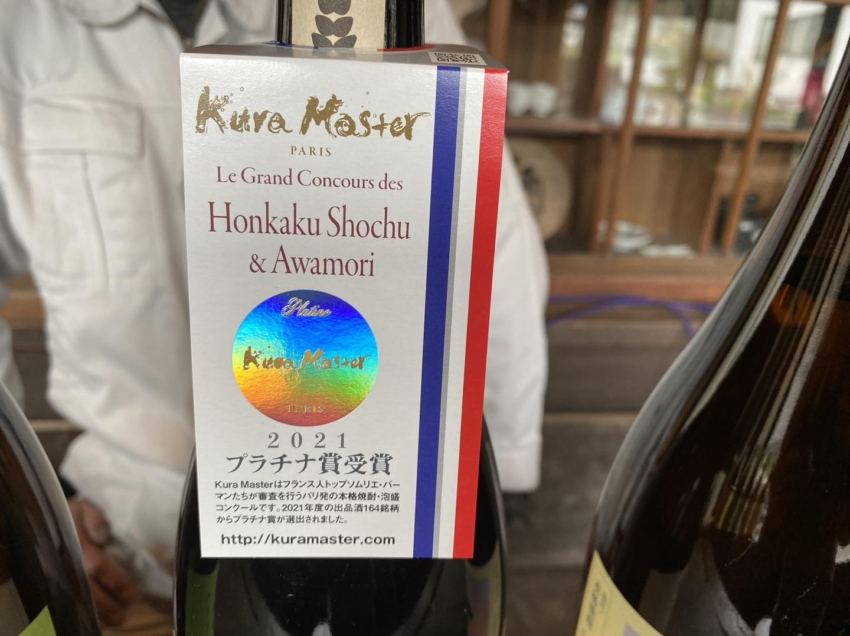 Kura Master
PARIS
Le Grand Concours des
Honkaku Shochu
& Awamori
Platine
Kura Master
PARIS
2021
プラチナ賞受賞
Kura Masterはフランス人トップソムリエ・バー
マンたちが審査を行うパリ発の本格焼酎・泡盛
コンクールです。2021年度の出品酒164銘柄
からプラチナ賞が選出されました。
http://kuramaster.com